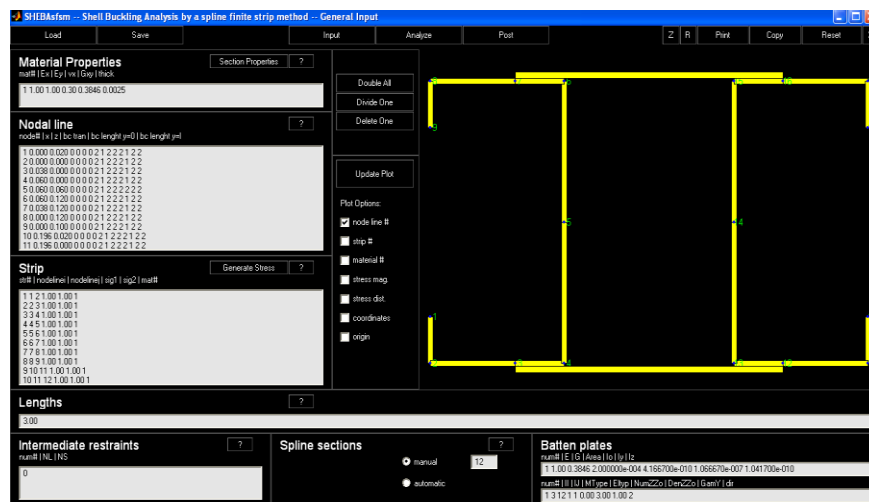 SHEBAsfsm -- Shell Buckling Analysis by a spline finite strip method -- General Input
Load Save Input Analyze Post Z R Print Copy Reset
Material Properties Section Properties ?
mat# | Ex | Ey | vx | Gxy | thick
1 1.00 1.00 0.30 0.3846 0.0025
Nodal line ?
node# | x | z | bc tran | bc lenght y=0 | bc lenght y=l
1 0.000 0.020 0 0 0 0 2 1 2 2 2 1 2 2
2 0.000 0.000 0 0 0 0 2 1 2 2 2 1 2 2
3 0.038 0.000 0 0 0 0 2 1 2 2 2 1 2 2
4 0.060 0.000 0 0 0 0 2 1 2 2 2 1 2 2
5 0.060 0.060 0 0 0 0 2 1 2 2 2 1 2 2
6 0.060 0.120 0 0 0 0 2 1 2 2 2 1 2 2
7 0.038 0.120 0 0 0 0 2 1 2 2 2 1 2 2
8 0.000 0.120 0 0 0 0 2 1 2 2 2 1 2 2
9 0.000 0.100 0 0 0 0 2 1 2 2 2 1 2 2
10 0.196 0.020 0 0 0 0 2 1 2 2 2 1 2 2
11 0.196 0.000 0 0 0 0 2 1 2 2 2 1 2 2
Strip Generate Stress ?
str# | nodelinei | nodelinej | sig1 | sig2 | mat#
1 1 2 1.00 1.00 1
2 2 3 1.00 1.00 1
3 3 4 1.00 1.00 1
4 4 5 1.00 1.00 1
5 5 6 1.00 1.00 1
6 6 7 1.00 1.00 1
7 7 8 1.00 1.00 1
8 8 9 1.00 1.00 1
9 10 11 1.00 1.00 1
10 11 12 1.00 1.00 1
Double All
Divide One
Delete One
Update Plot
Plot Options:
node line #
strip #
material #
stress mag.
stress dist.
coordinates
origin
9
5
14
1
4
Lengths ?
3.00
Intermediate restraints ?
num# | NL | NS
0
Spline sections ?
manual 12
automatic
Batten plates ?
num# | E | G | Area | Io | Iy | Iz
1 1.00 0.3846 2.000000e-004 4.166700e-010 1.066670e-007 1.041700e-010
num# | II | IJ | MType | Eltyp | NumZZo | DenZZo | GamY | dir
1 3 12 1 1 0.00 3.00 1.00 2